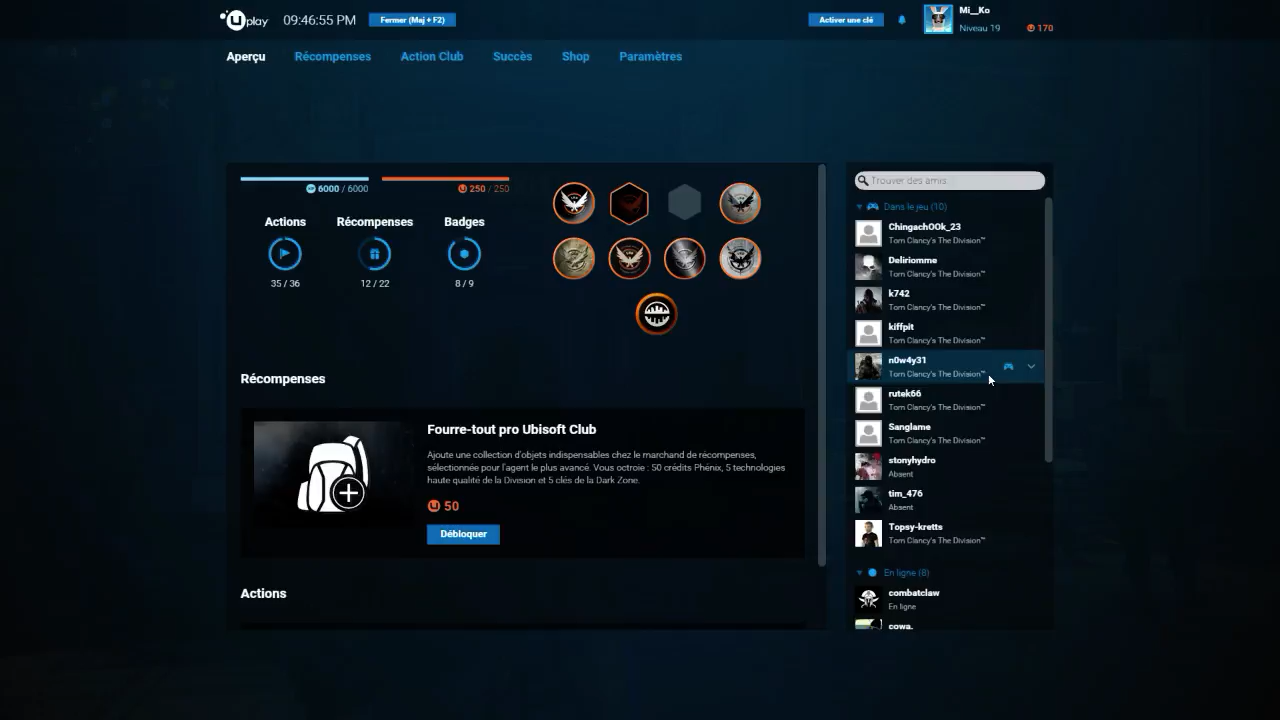 uplay 09:46:55 PM Fermer (Maj + F2) Activer une clé Mi__Ko
Niveau 19 170
Aperçu Récompenses Action Club Succès Shop Paramètres
6000 / 6000 250 / 250
Actions Récompenses Badges
35 / 36 12 / 22 8 / 9
Récompenses
Fourre-tout pro Ubisoft Club
Ajoute une collection d'objets indispensables chez le marchand de récompenses,
sélectionnée pour l'agent le plus avancé. Vous octroie : 50 crédits Phénix, 5 technologies
haute qualité de la Division et 5 clés de la Dark Zone.
50
Débloquer
Actions
Trouver des amis
Dans le jeu (10)
ChingachOOk_23
Tom Clancy's The Division™
Deliriomme
Tom Clancy's The Division™
k742
Tom Clancy's The Division™
kiffpit
Tom Clancy's The Division™
n0w4y31
Tom Clancy's The Division™
rutek66
Tom Clancy's The Division™
Sanglame
Tom Clancy's The Division™
stonyhydro
Absent
tim_476
Absent
Topsy-kretts
Tom Clancy's The Division™
En ligne (8)
combatclaw
En ligne
cowa.